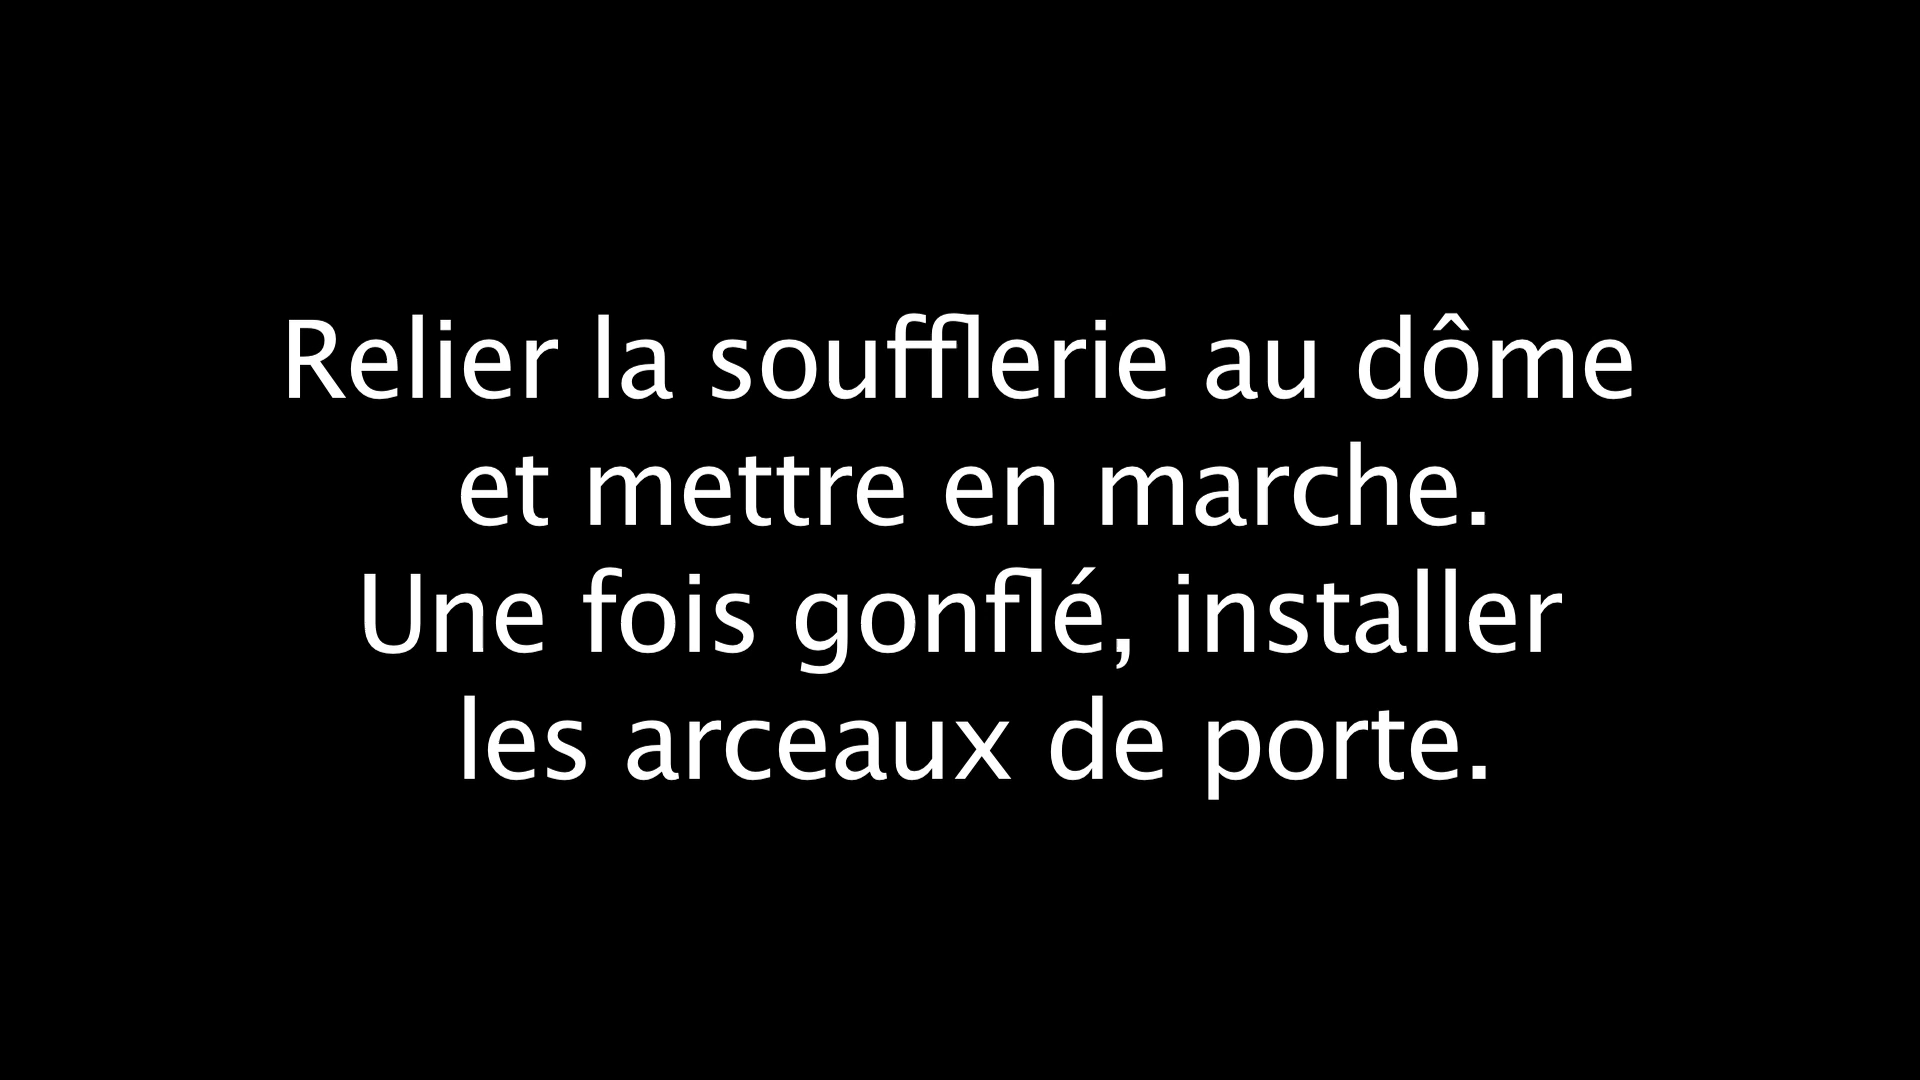 Relier la soufflerie au dôme
et mettre en marche.
Une fois gonflé, installer
les arceaux de porte.